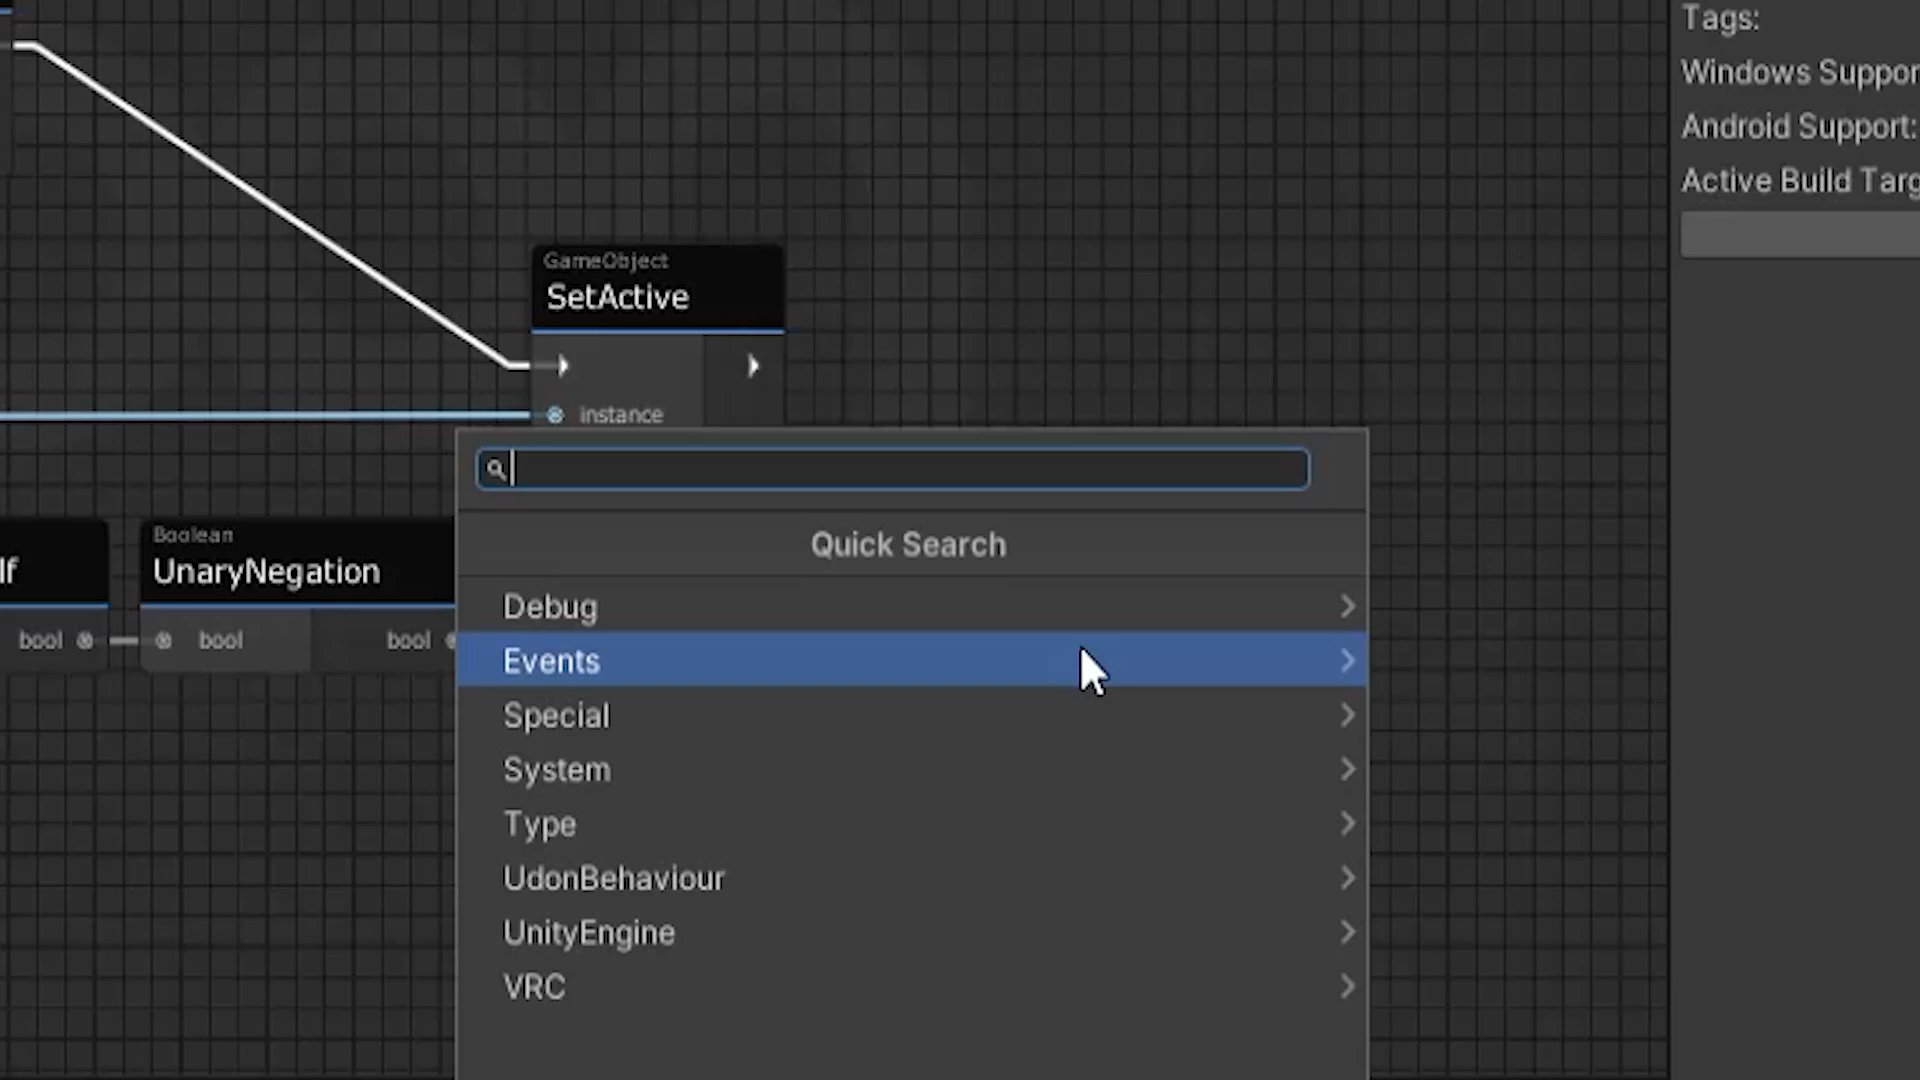 Tags:
Windows Suppor
Android Support:
Active Build Targ
GameObject
SetActive
instance
Quick Search
lf
bool
Boolean
UnaryNegation
bool
bool
Debug
Events
Special
System
Type
UdonBehaviour
UnityEngine
VRC